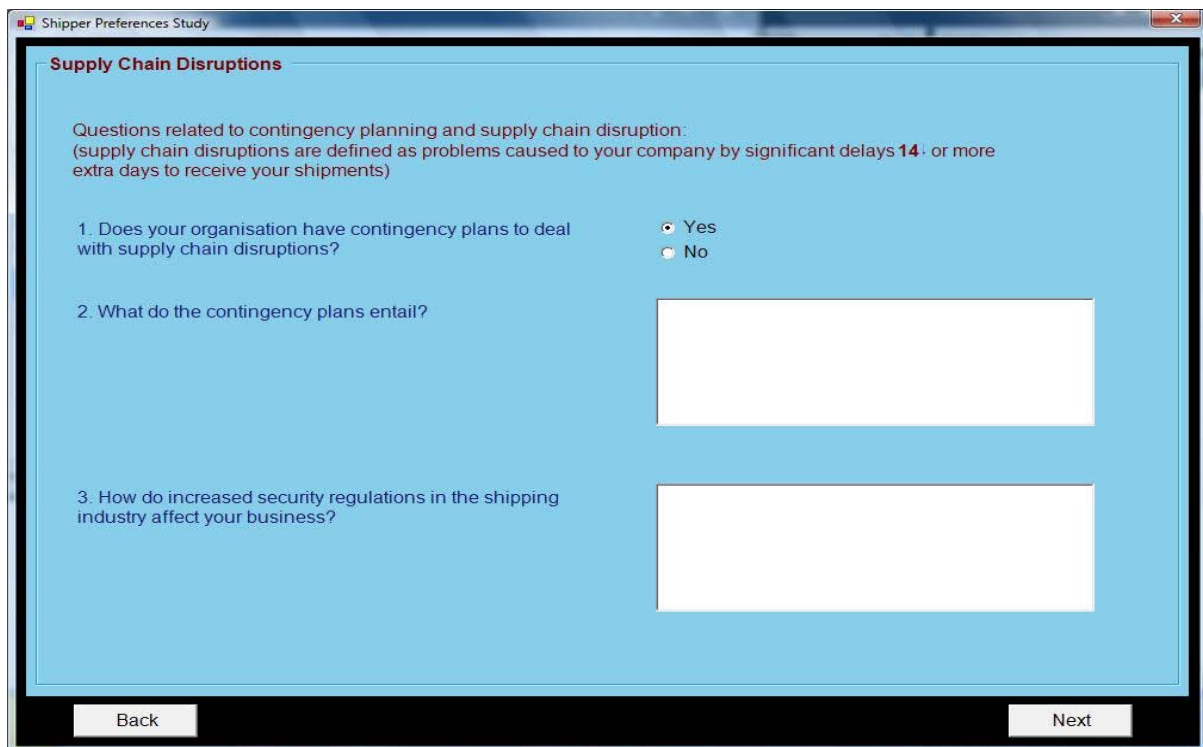 Shipper Preferences Study
Supply Chain Disruptions
Questions related to contingency planning and supply chain disruption:
(supply chain disruptions are defined as problems caused to your company by significant delays 14 or more
extra days to receive your shipments)
1. Does your organisation have contingency plans to deal
with supply chain disruptions?
Yes
No
2. What do the contingency plans entail?
3. How do increased security regulations in the shipping
industry affect your business?
Back
Next